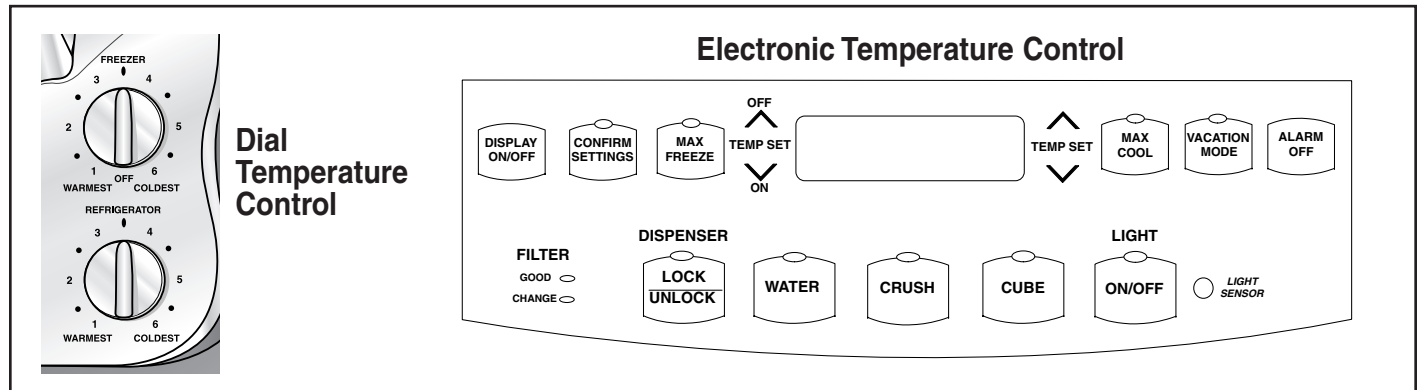 Electronic Temperature Control
FREEZER
3 4
2 5
1 OFF 6
WARMEST COLDEST
REFRIGERATOR
3 4
2 5
1 6
WARMEST COLDEST
Dial
Temperature
Control
DISPLAY
ON/OFF
CONFIRM
SETTINGS
MAX
FREEZE
OFF
TEMP SET
ON
TEMP SET
MAX
COOL
VACATION
MODE
ALARM
OFF
FILTER
GOOD
CHANGE
DISPENSER
LOCK
UNLOCK
WATER
CRUSH
CUBE
LIGHT
ON/OFF
LIGHT
SENSOR